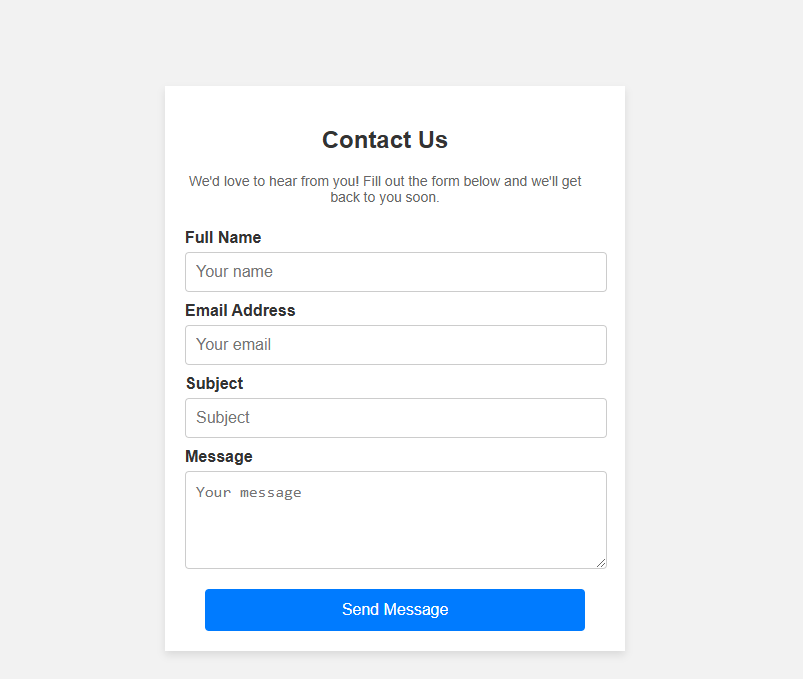 Contact Us
We'd love to hear from you! Fill out the form below and we'll get
back to you soon.
Full Name
Your name
Email Address
Your email
Subject
Subject
Message
Your message
Send Message